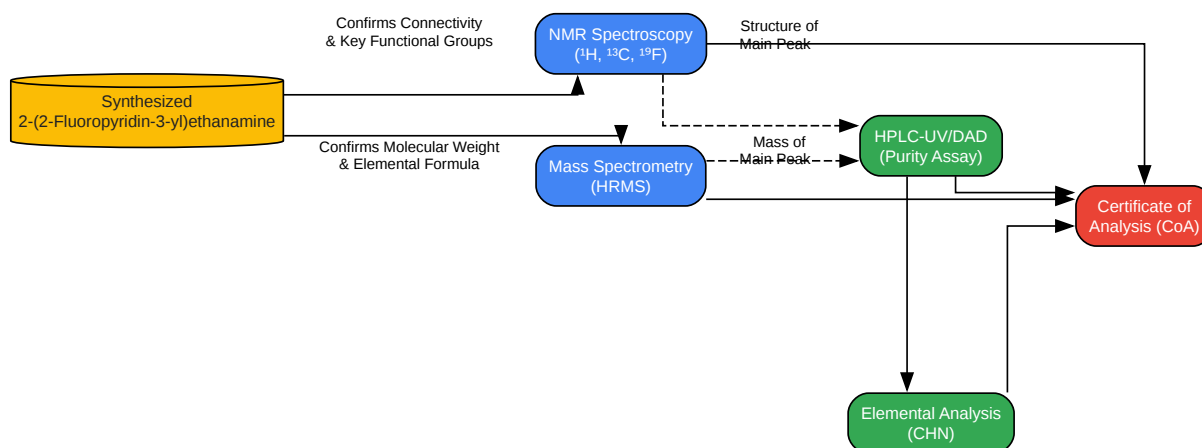 Confirms Connectivity
& Key Functional Groups
NMR Spectroscopy
(¹H, ¹³C, ¹⁹F)
Structure of
Main Peak
Synthesized
2-(2-Fluoropyridin-3-yl)ethanamine
Confirms Molecular Weight
& Elemental Formula
Mass Spectrometry
(HRMS)
Mass of
Main Peak
HPLC-UV/DAD
(Purity Assay)
Certificate of
Analysis (CoA)
Elemental Analysis
(CHN)